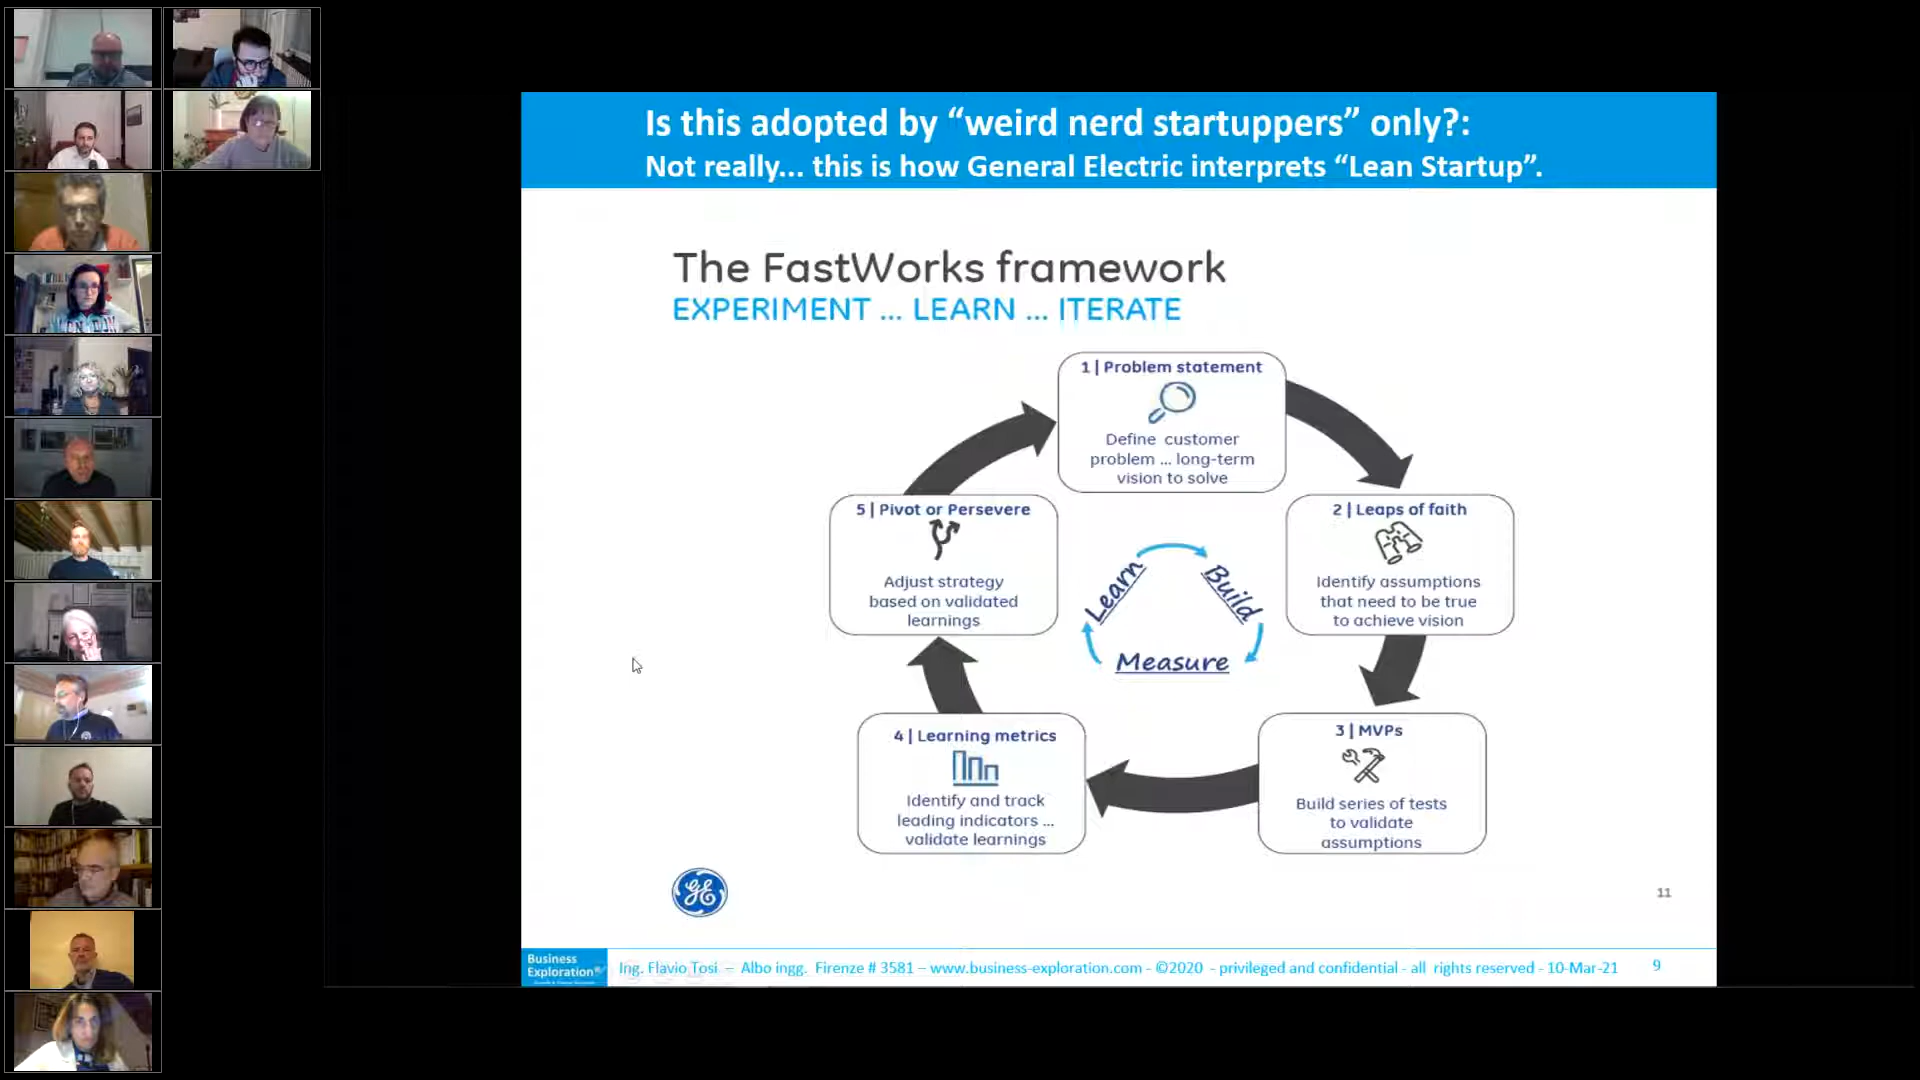 Is this adopted by “weird nerd startuppers” only?:
Not really... this is how General Electric interprets “Lean Startup”.
The FastWorks framework
EXPERIMENT ... LEARN ... ITERATE
1 | Problem statement
Define customer
problem ... long-term
vision to solve
2 | Leaps of faith
Identify assumptions
that need to be true
to achieve vision
3 | MVPs
Build series of tests
to validate
assumptions
4 | Learning metrics
Identify and track
leading indicators ...
validate learnings
5 | Pivot or Persevere
Adjust strategy
based on validated
learnings
Learn
Build
Measure
GE
11
Business
Exploration®
Ing. Flavio Tosi – Albo ingg. Firenze # 3581 – www.business-exploration.com - ©2020 - privileged and confidential - all rights reserved - 10-Mar-21
9